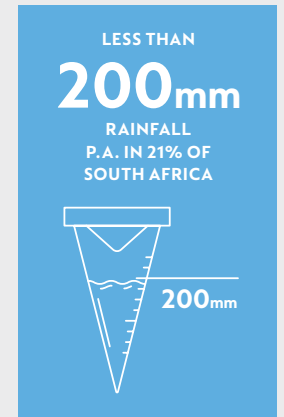 LESS THAN
200mm
RAINFALL
P.A. IN 21% OF
SOUTH AFRICA
200mm